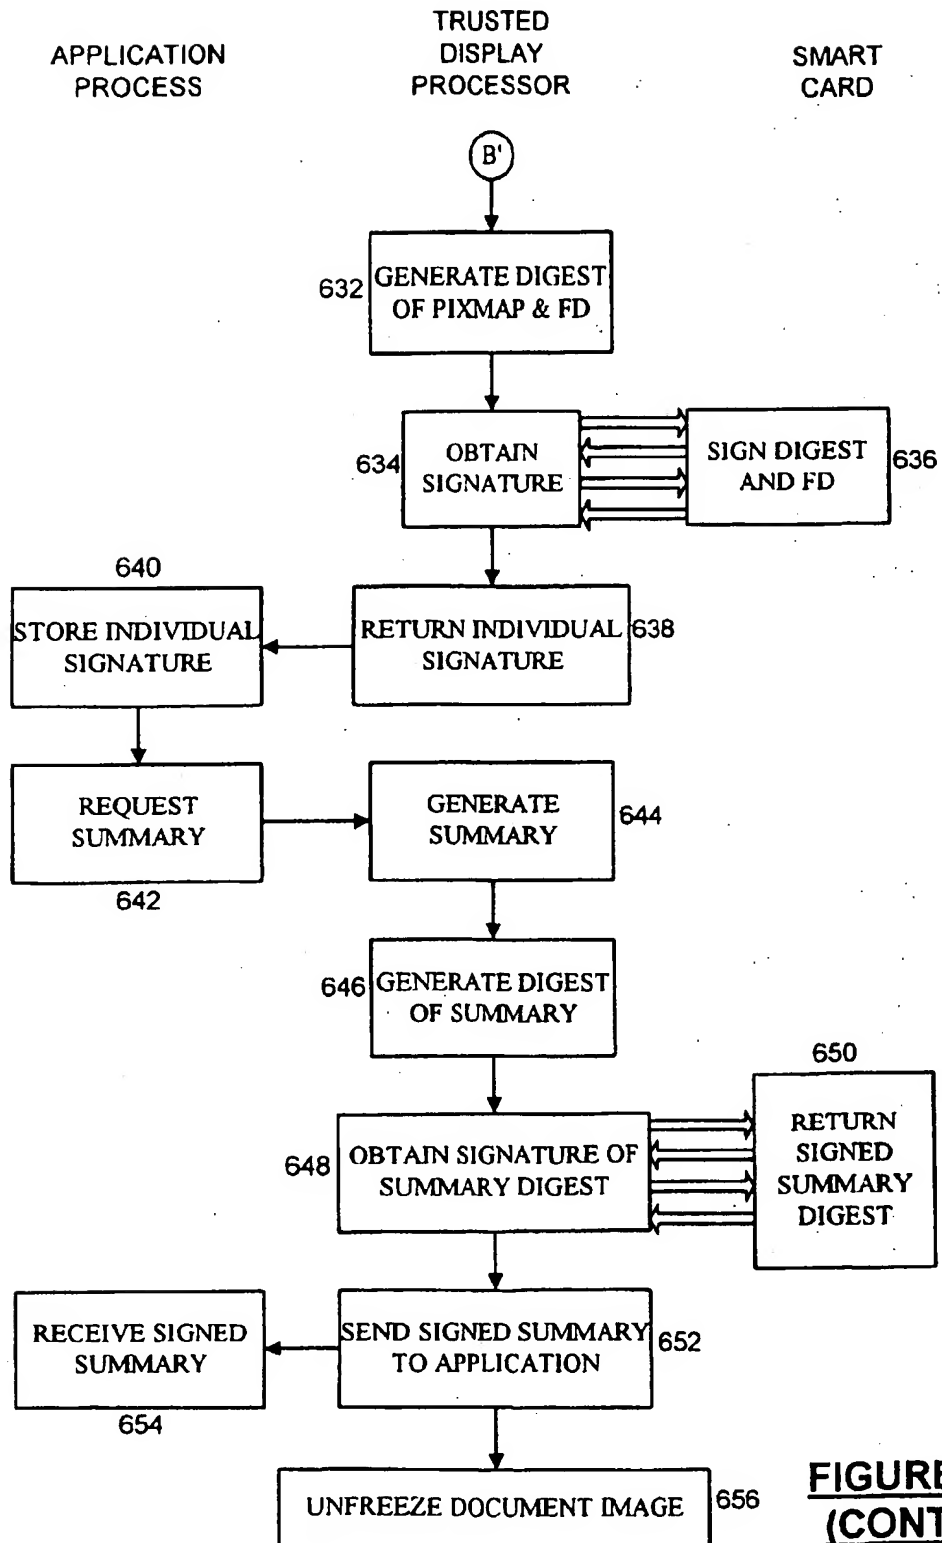 APPLICATION
PROCESS
TRUSTED
DISPLAY
PROCESSOR
SMART
CARD
B'
632
GENERATE DIGEST
OF PIXMAP & FD
634
OBTAIN
SIGNATURE
SIGN DIGEST
AND FD
636
640
STORE INDIVIDUAL
SIGNATURE
RETURN INDIVIDUAL
SIGNATURE
638
REQUEST
SUMMARY
642
GENERATE
SUMMARY
644
646
GENERATE DIGEST
OF SUMMARY
648
OBTAIN SIGNATURE OF
SUMMARY DIGEST
650
RETURN
SIGNED
SUMMARY
DIGEST
RECEIVE SIGNED
SUMMARY
654
SEND SIGNED SUMMARY
TO APPLICATION
652
UNFREEZE DOCUMENT IMAGE
656
FIGURE
(CONT